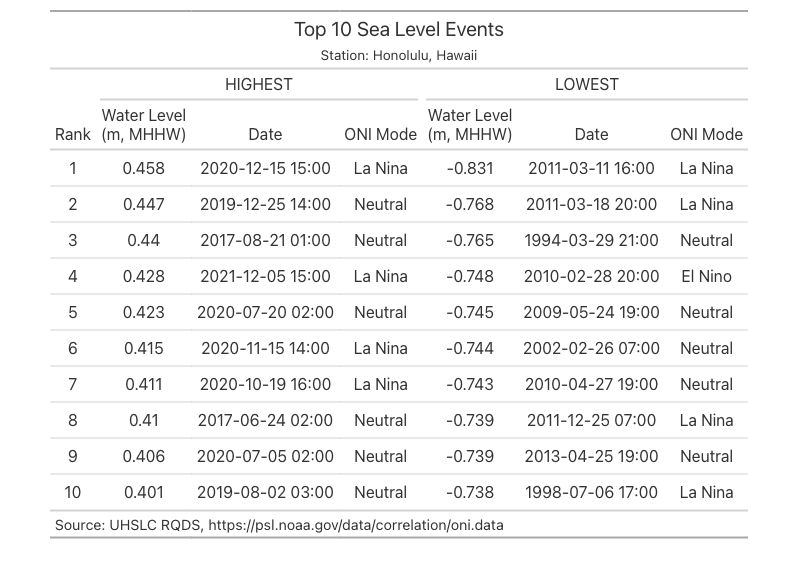 Top 10 Sea Level Events
Station: Honolulu, Hawaii
HIGHEST LOWEST
Water Level Water Level
Rank (m, MHHW) Date ONI Mode (m, MHHW) Date ONI Mode
1 0.458 2020-12-15 15:00 La Nina -0.831 2011-03-11 16:00 La Nina
2 0.447 2019-12-25 14:00 Neutral -0.768 2011-03-18 20:00 La Nina
3 0.44 2017-08-21 01:00 Neutral -0.765 1994-03-29 21:00 Neutral
4 0.428 2021-12-05 15:00 La Nina -0.748 2010-02-28 20:00 El Nino
5 0.423 2020-07-20 02:00 Neutral -0.745 2009-05-24 19:00 Neutral
6 0.415 2020-11-15 14:00 La Nina -0.744 2002-02-26 07:00 Neutral
7 0.411 2020-10-19 16:00 La Nina -0.743 2010-04-27 19:00 Neutral
8 0.41 2017-06-24 02:00 Neutral -0.739 2011-12-25 07:00 La Nina
9 0.406 2020-07-05 02:00 Neutral -0.739 2013-04-25 19:00 Neutral
10 0.401 2019-08-02 03:00 Neutral -0.738 1998-07-06 17:00 La Nina
Source: UHSLC RQDS, https://psl.noaa.gov/data/correlation/oni.data